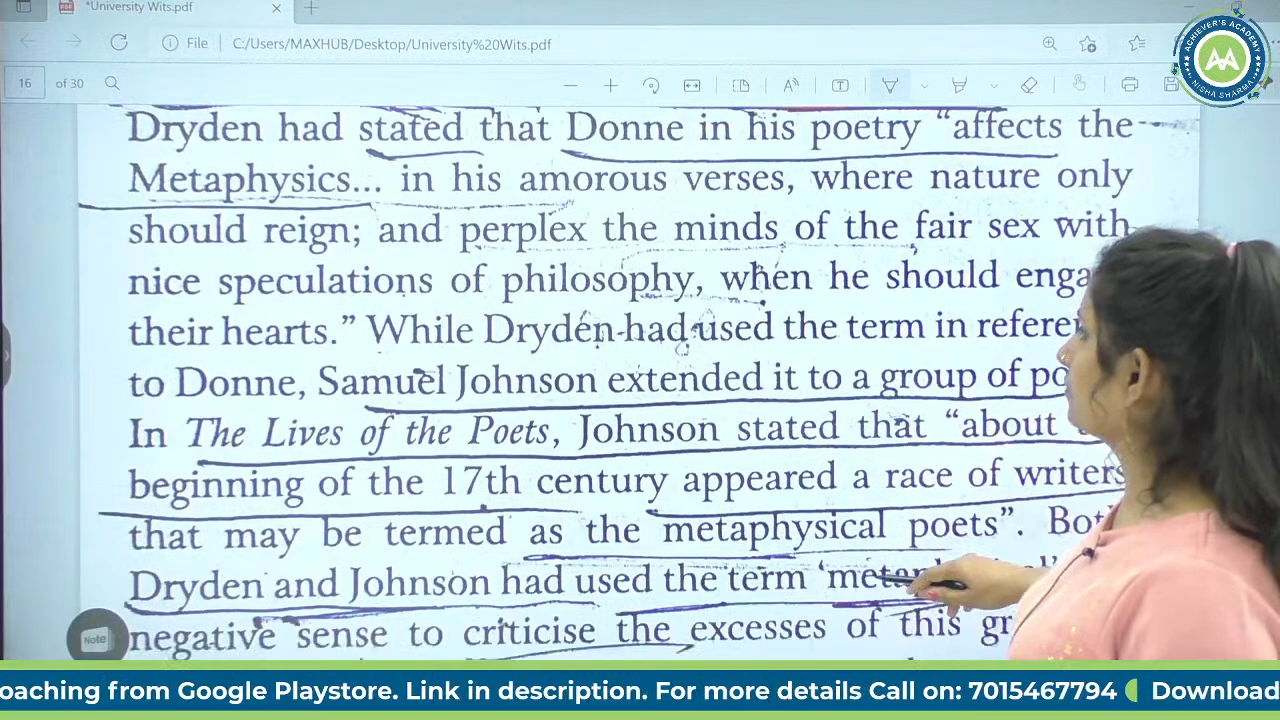 *University Wits.pdf
File C:/Users/MAXHUB/Desktop/University%20Wits.pdf
16 of 30
ACHIEVER'S ACADEMY
AA
NISHA SHARMA
Dryden had stated that Donne in his poetry “affects the
Metaphysics... in his amorous verses, where nature only
should reign; and perplex the minds of the fair sex with
nice speculations of philosophy, when he should
their hearts.” While Dryden had used the term in
to Donne, Samuel Johnson extended it to a group of
In The Lives of the Poets, Johnson stated that “about
beginning of the 17th century appeared a race of writers
that may be termed as the metaphysical poets”.
Dryden and Johnson had used the term
negative sense to criticise the excesses of this
Note
oaching from Google Playstore. Link in description. For more details Call on: 7015467794 Download